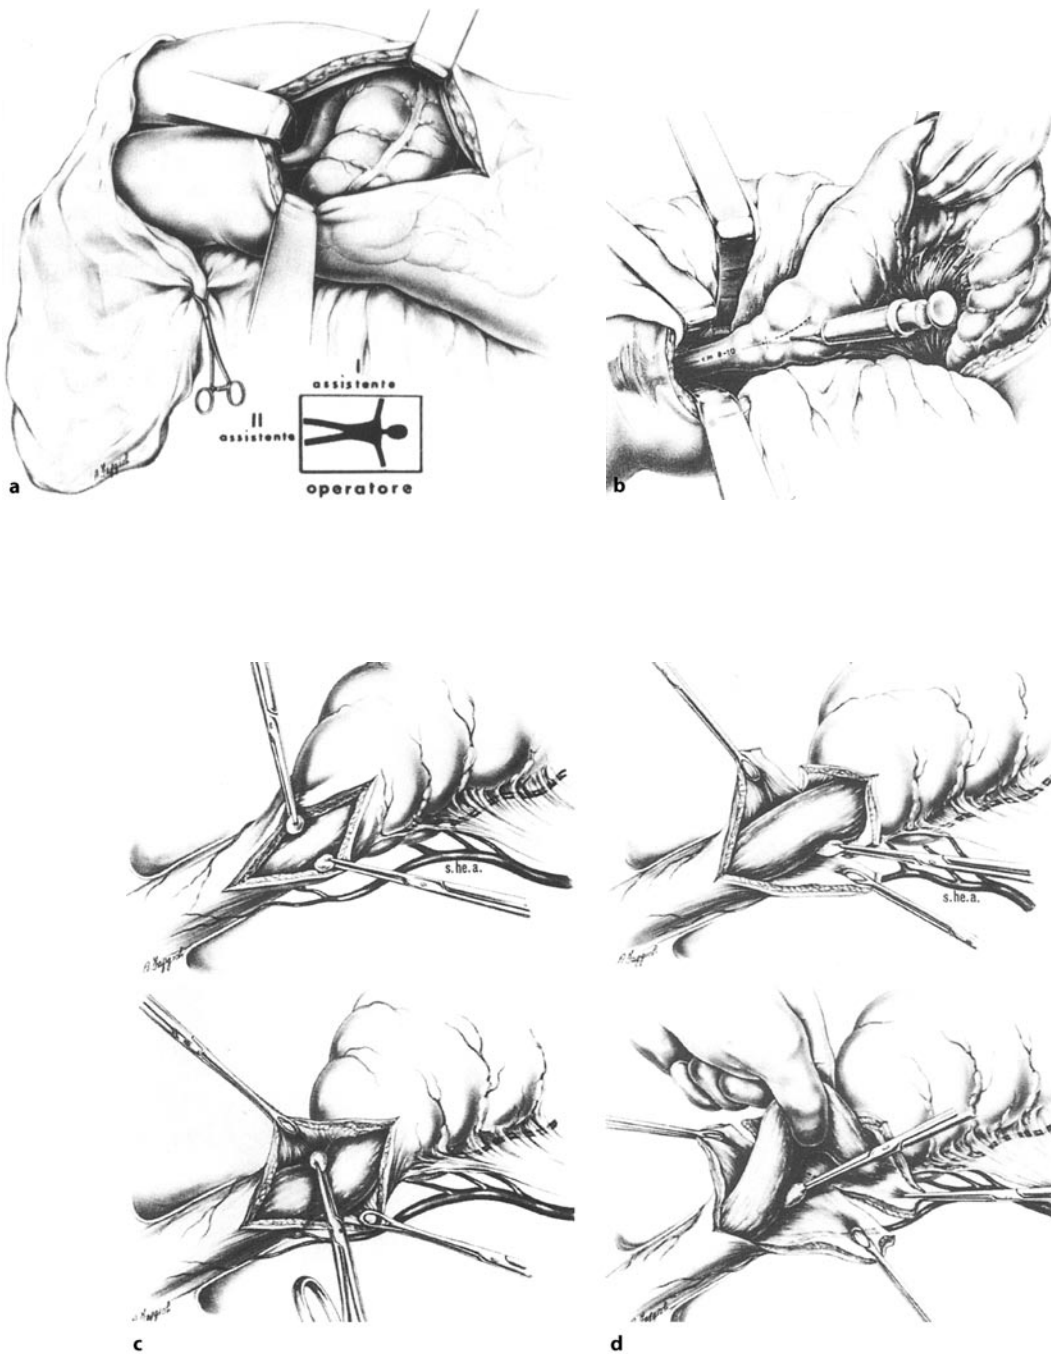 I
assistente
II
assistente
operatore
a
cm 8-10
b
s.he.a.
s.he.a.
c
d